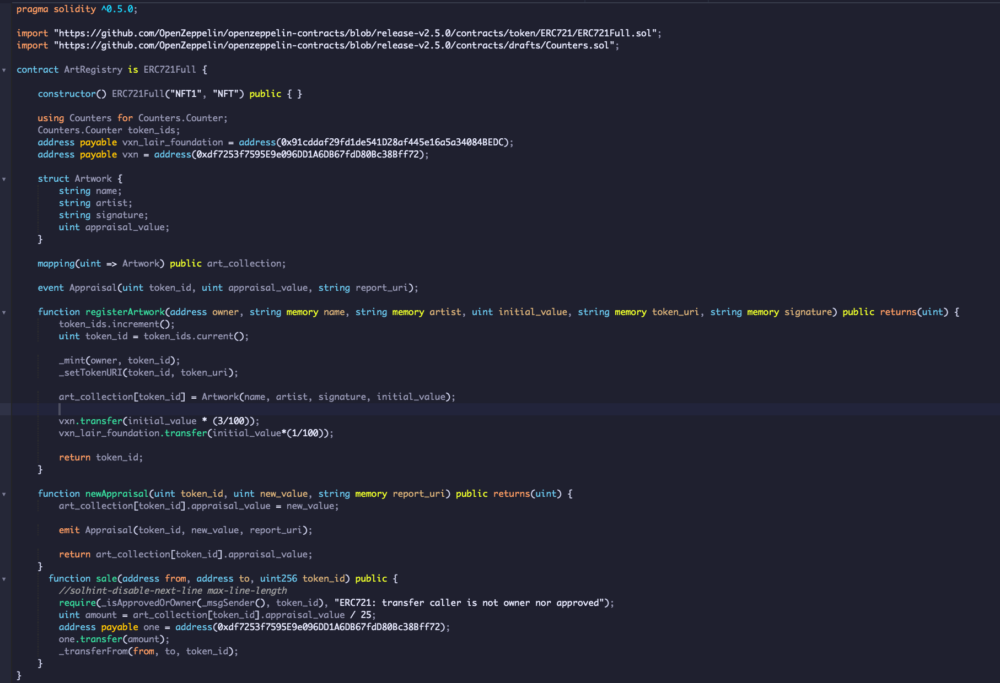 pragma solidity ^0.5.0;
import "https://github.com/OpenZeppelin/openzeppelin-contracts/blob/release-v2.5.0/contracts/token/ERC721/ERC721Full.sol";
import "https://github.com/OpenZeppelin/openzeppelin-contracts/blob/release-v2.5.0/contracts/drafts/Counters.sol";
contract ArtRegistry is ERC721Full {
constructor() ERC721Full("NFT1", "NFT") public { }
using Counters for Counters.Counter;
Counters.Counter token_ids;
address payable vxn_lair_foundation = address(0x91cddaf29fd1de541D28af445e16a5a34084BEDC);
address payable vxn = address(0xdf7253f7595E9e096DD1A6DB67fdD80Bc38Bff72);
struct Artwork {
string name;
string artist;
string signature;
uint appraisal_value;
}
mapping(uint => Artwork) public art_collection;
event Appraisal(uint token_id, uint appraisal_value, string report_uri);
function registerArtwork(address owner, string memory name, string memory artist, uint initial_value, string memory token_uri, string memory signature) public returns(uint) {
token_ids.increment();
uint token_id = token_ids.current();
_mint(owner, token_id);
_setTokenURI(token_id, token_uri);
art_collection[token_id] = Artwork(name, artist, signature, initial_value);
vxn.transfer(initial_value * (3/100));
vxn_lair_foundation.transfer(initial_value*(1/100));
return token_id;
}
function newAppraisal(uint token_id, uint new_value, string memory report_uri) public returns(uint) {
art_collection[token_id].appraisal_value = new_value;
emit Appraisal(token_id, new_value, report_uri);
return art_collection[token_id].appraisal_value;
}
function sale(address from, address to, uint256 token_id) public {
//solhint-disable-next-line max-line-length
require(_isApprovedOrOwner(_msgSender(), token_id), "ERC721: transfer caller is not owner nor approved");
uint amount = art_collection[token_id].appraisal_value / 25;
address payable one = address(0xdf7253f7595E9e096DD1A6DB67fdD80Bc38Bff72);
one.transfer(amount);
_transferFrom(from, to, token_id);
}
}